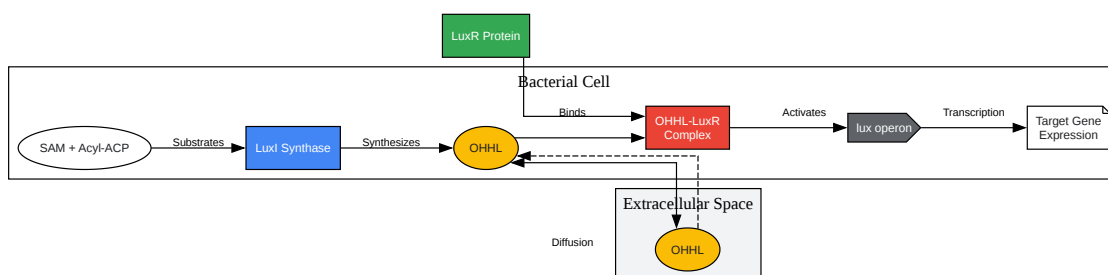 LuxR Protein
Bacterial Cell
SAM + Acyl-ACP
Substrates
LuxI Synthase
Synthesizes
OHHL
Binds
OHHL-LuxR
Complex
Activates
lux operon
Transcription
Target Gene
Expression
Extracellular Space
Diffusion
OHHL